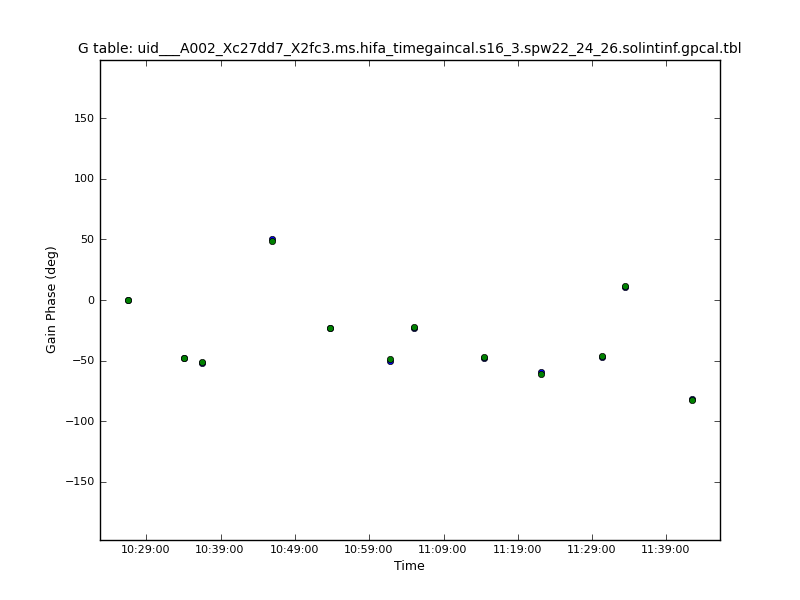 G table: uid___A002_Xc27dd7_X2fc3.ms.hifa_timegaincal.s16_3.spw22_24_26.solintinf.gpcal.tbl
150
100
50
0
−50
−100
−150
Gain Phase (deg)
10:29:00 10:39:00 10:49:00 10:59:00 11:09:00 11:19:00 11:29:00 11:39:00
Time